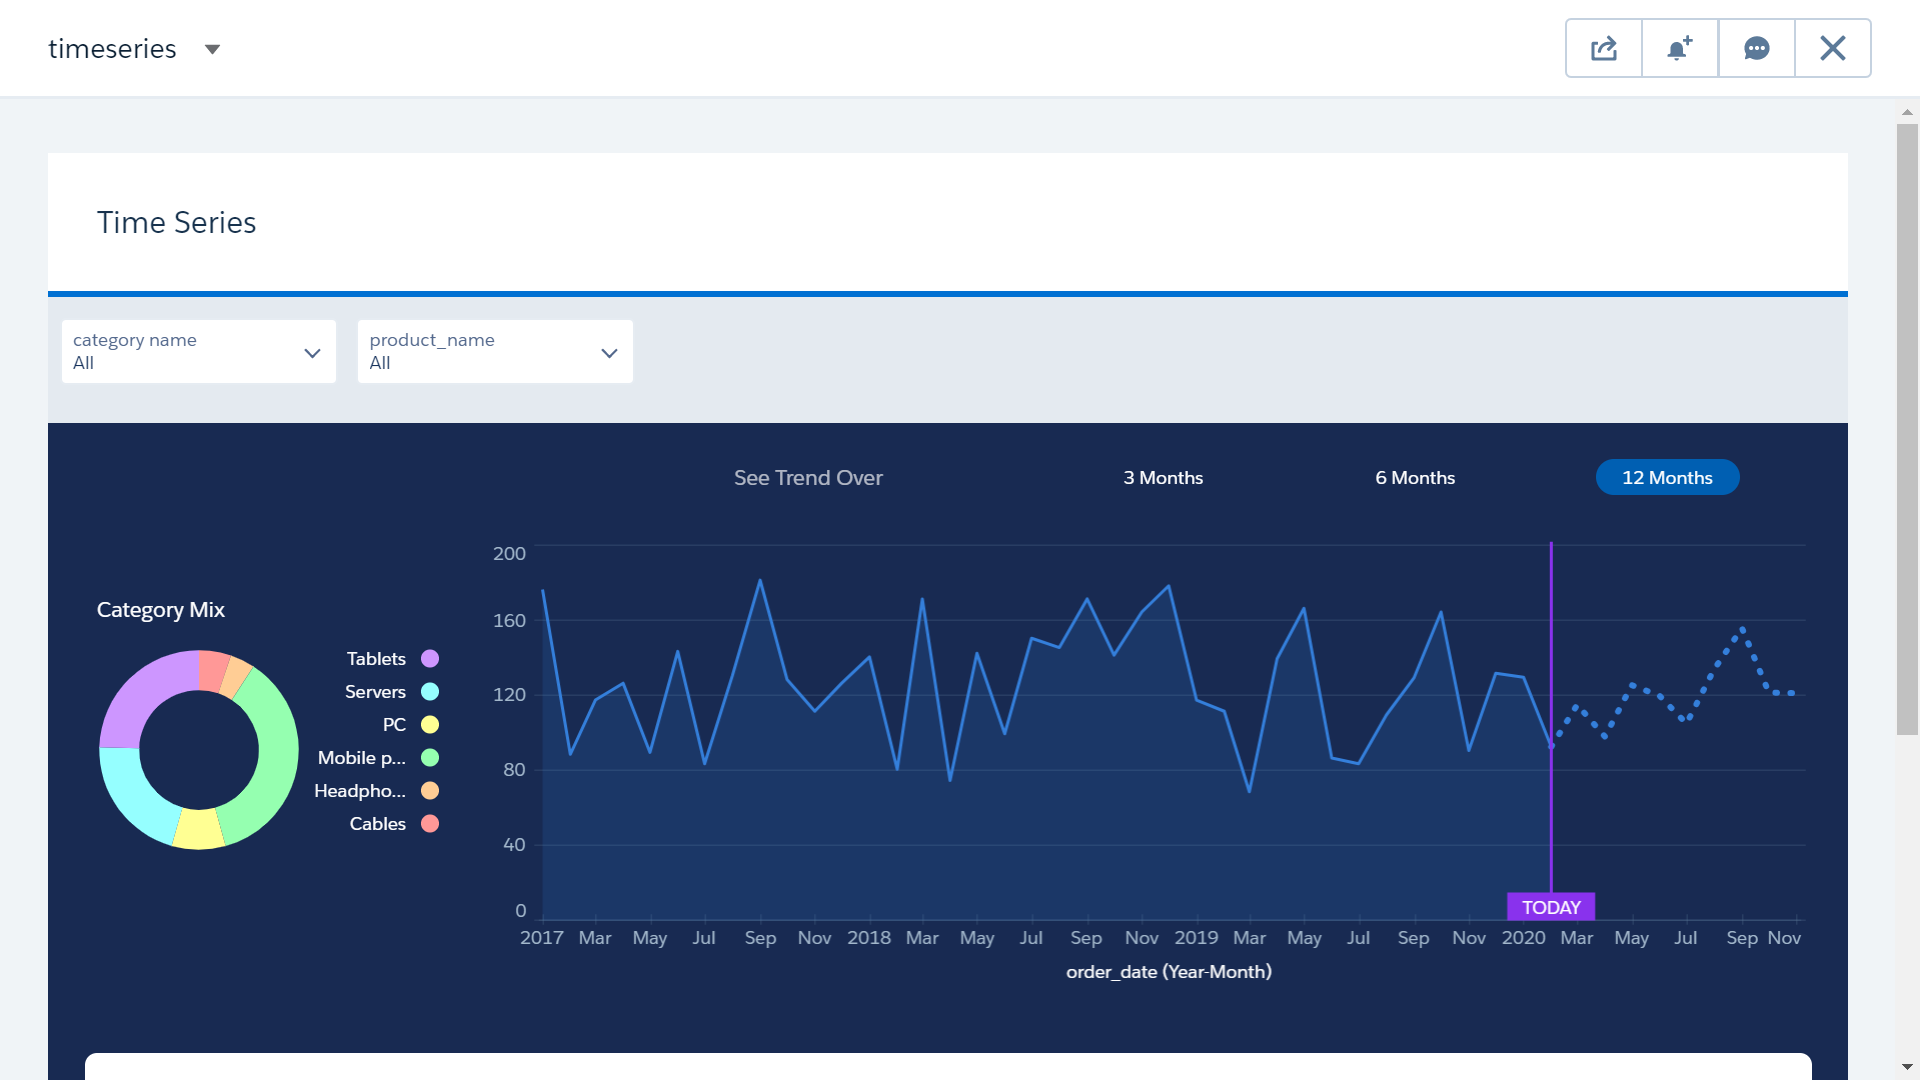 timeseries
Time Series
category name
All
product_name
All
See Trend Over
3 Months
6 Months
12 Months
Category Mix
Tablets
Servers
PC
Mobile p...
Headpho...
Cables
200
160
120
80
40
0
TODAY
2017 Mar May Jul Sep Nov 2018 Mar May Jul Sep Nov 2019 Mar May Jul Sep Nov 2020 Mar May Jul Sep Nov
order_date (Year-Month)